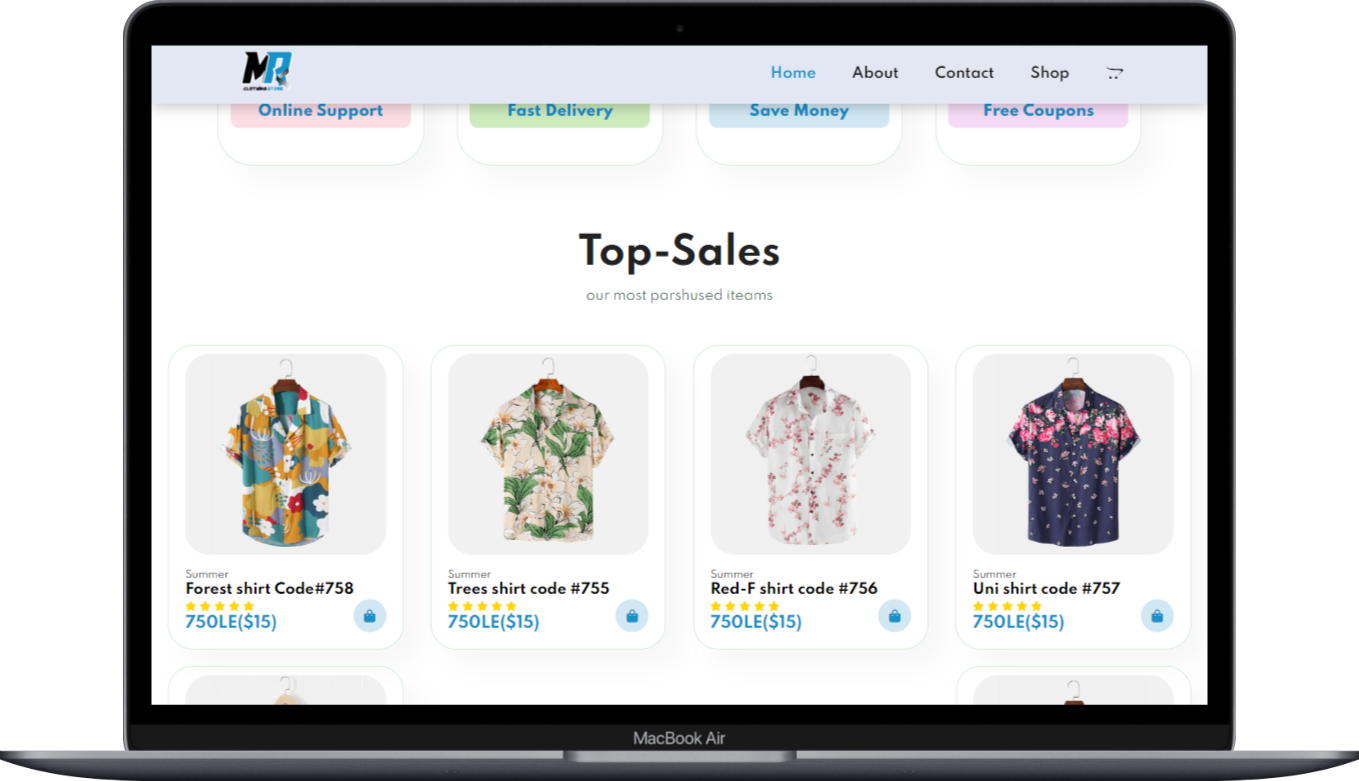 MR
CLOTHING STORE
Home About Contact Shop
Online Support Fast Delivery Save Money Free Coupons
Top-Sales
our most parshused iteams
Summer Summer Summer Summer
Forest shirt Code#758 Trees shirt code #755 Red-F shirt code #756 Uni shirt code #757
750LE($15) 750LE($15) 750LE($15) 750LE($15)
MacBook Air